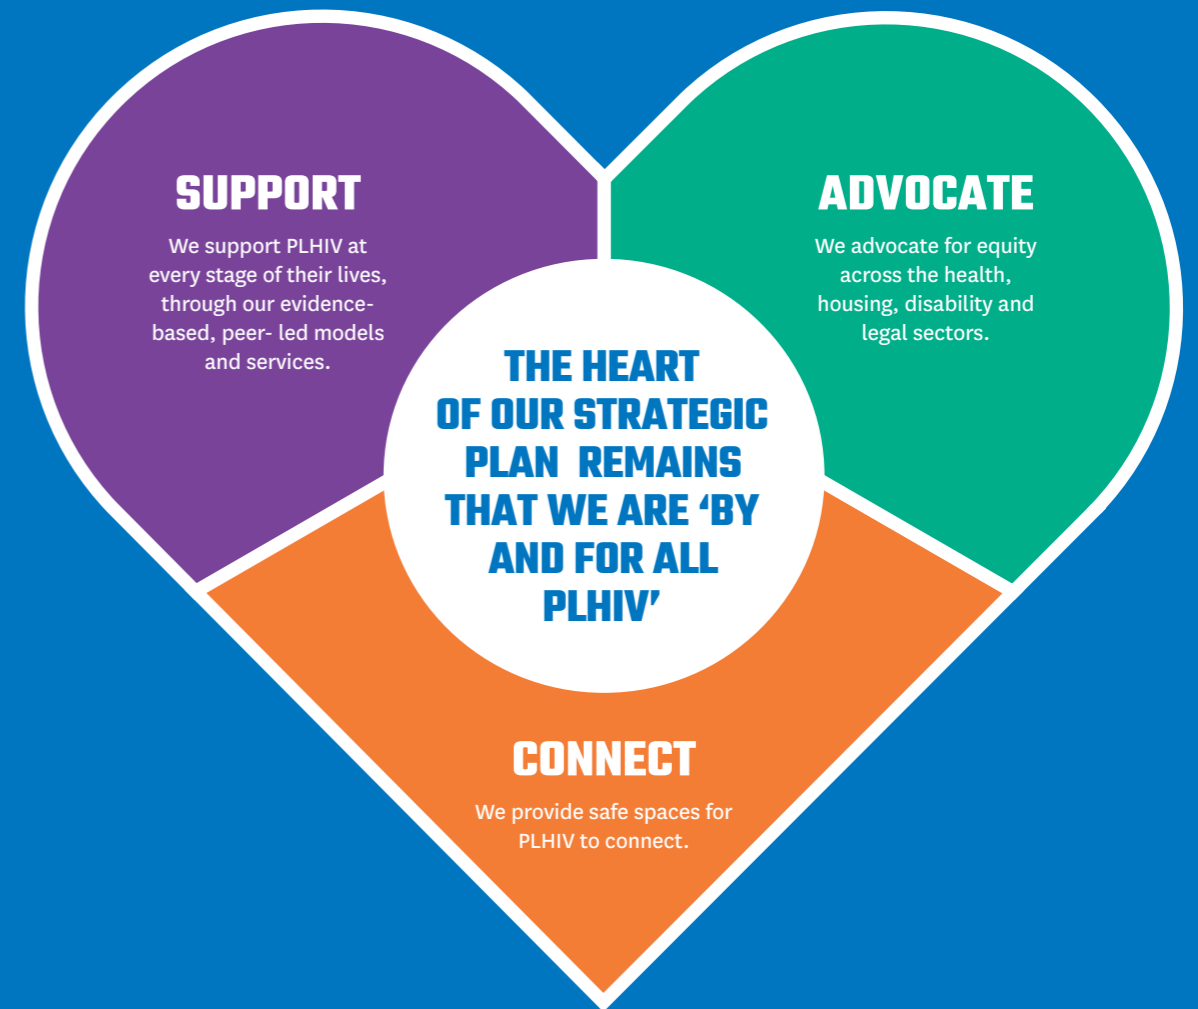 SUPPORT
We support PLHIV at
every stage of their lives,
through our evidence-
based, peer- led models
and services.
ADVOCATE
We advocate for equity
across the health,
housing, disability and
legal sectors.
THE HEART
OF OUR STRATEGIC
PLAN  REMAINS
THAT WE ARE ‘BY
AND FOR ALL
PLHIV’
CONNECT
We provide safe spaces for
PLHIV to connect.